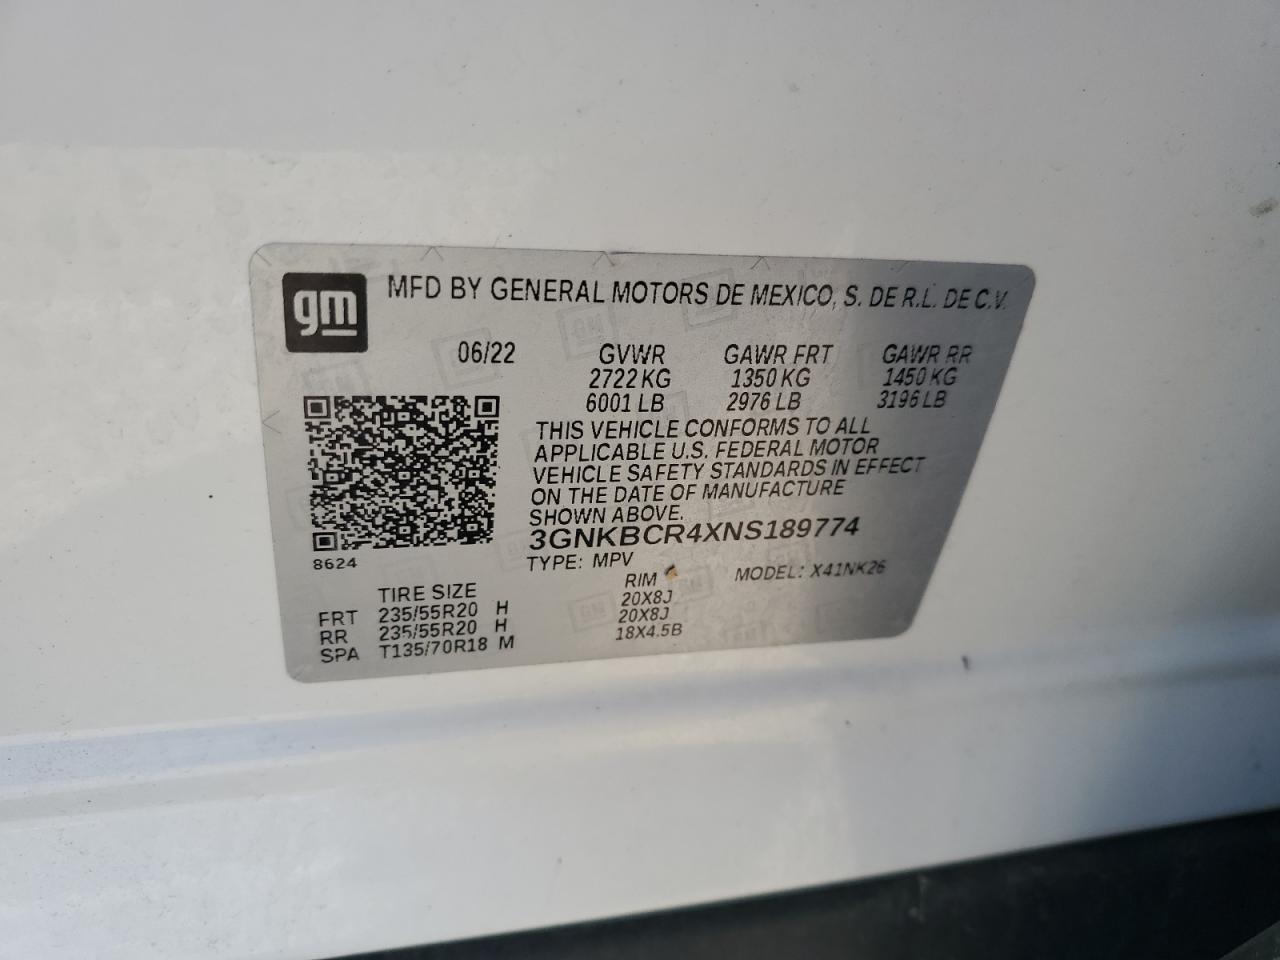 gm
MFD BY GENERAL MOTORS DE MEXICO, S. DE R.L. DE C.V.
06/22 GVWR GAWR FRT GAWR RR
2722 KG 1350 KG 1450 KG
6001 LB 2976 LB 3196 LB
THIS VEHICLE CONFORMS TO ALL
APPLICABLE U.S. FEDERAL MOTOR
VEHICLE SAFETY STANDARDS IN EFFECT
ON THE DATE OF MANUFACTURE
SHOWN ABOVE.
3GNKBCR4XNS189774
8624
TYPE: MPV MODEL: X41NK26
TIRE SIZE RIM
FRT 235/55R20 H 20X8J
RR 235/55R20 H 20X8J
SPA T135/70R18 M 18X4.5B